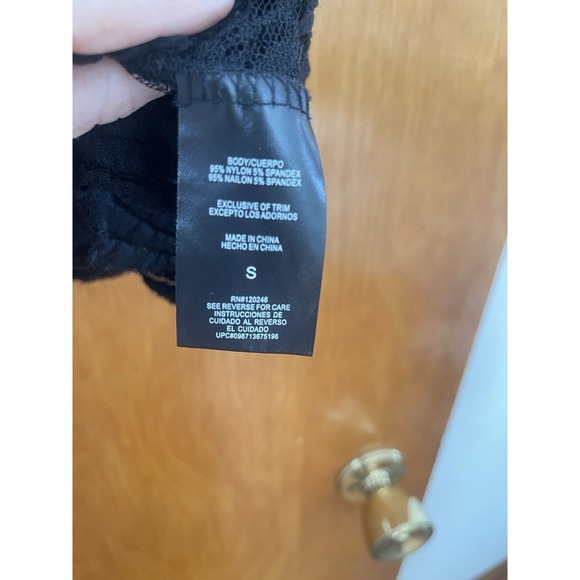 BODY/CUERPO
95% NYLON 5% SPANDEX
95% NAILON 5% SPANDEX
EXCLUSIVE OF TRIM
EXCEPTO LOS ADORNOS
MADE IN CHINA
HECHO EN CHINA
S
RN#120246
SEE REVERSE FOR CARE
INSTRUCCIONES DE
CUIDADO AL REVERSO
EL CUIDADO
UPC#098713675196